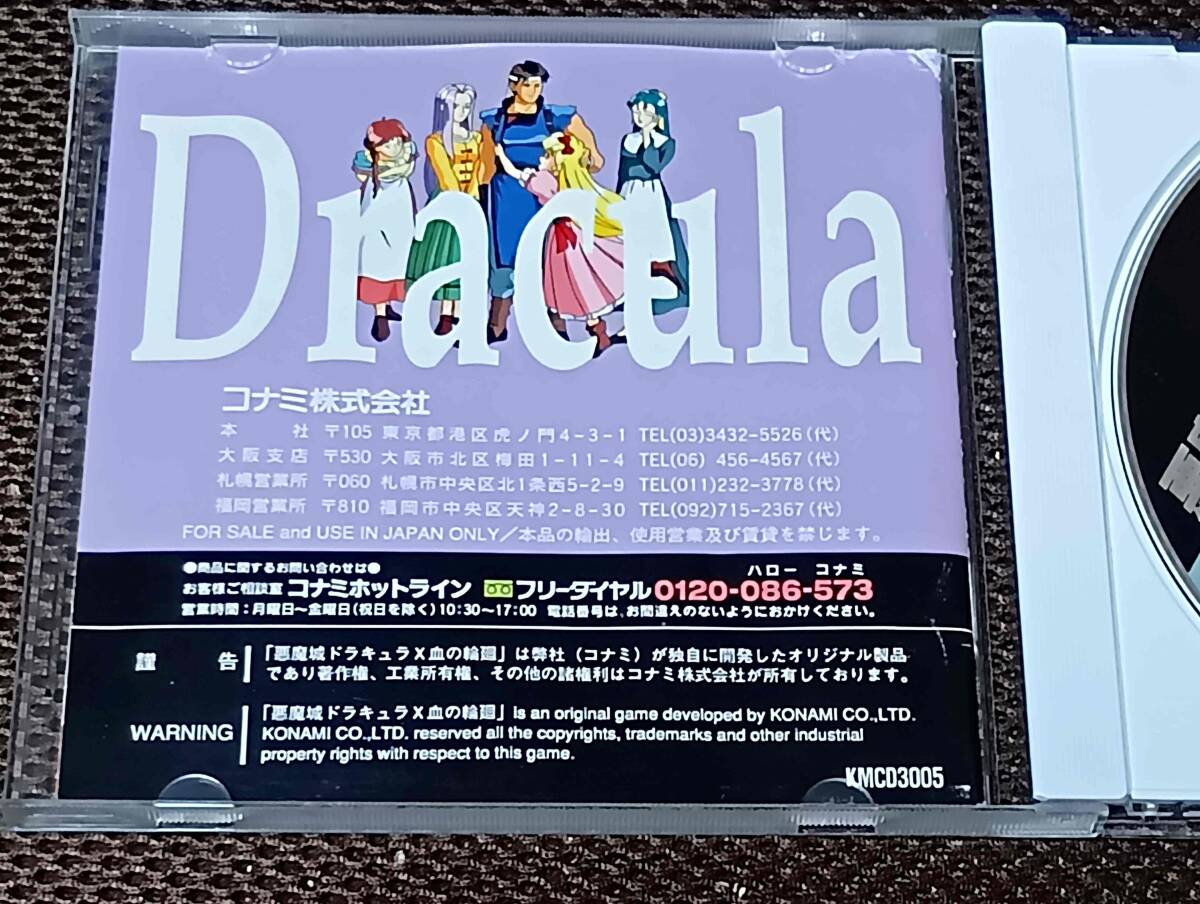 Dracula
コナミ株式会社
本 社 〒105 東京都港区虎ノ門4-3-1 TEL(03)3432-5526(代)
大阪支店 〒530 大阪市北区梅田1-11-4 TEL(06) 456-4567(代)
札幌営業所 〒060 札幌市中央区北1条西5-2-9 TEL(011)232-3778(代)
福岡営業所 〒810 福岡市中央区天神2-8-30 TEL(092)715-2367(代)
FOR SALE and USE IN JAPAN ONLY／本品の輸出、使用営業及び賃貸を禁じます。
●商品に関するお問い合わせは●
ハロー コナミ
お客様ご相談室 コナミホットライン フリーダイヤル 0120-086-573
営業時間：月曜日〜金曜日(祝日を除く)10:30〜17:00 電話番号は、お間違えのないようにおかけください。
謹 告 「悪魔城ドラキュラX血の輪廻」は弊社（コナミ）が独自に開発したオリジナル製品
であり著作権、工業所有権、その他の諸権利はコナミ株式会社が所有しております。
「悪魔城ドラキュラX血の輪廻」is an original game developed by KONAMI CO.,LTD.
WARNING KONAMI CO.,LTD. reserved all the copyrights, trademarks and other industrial
property rights with respect to this game.
KMCD3005